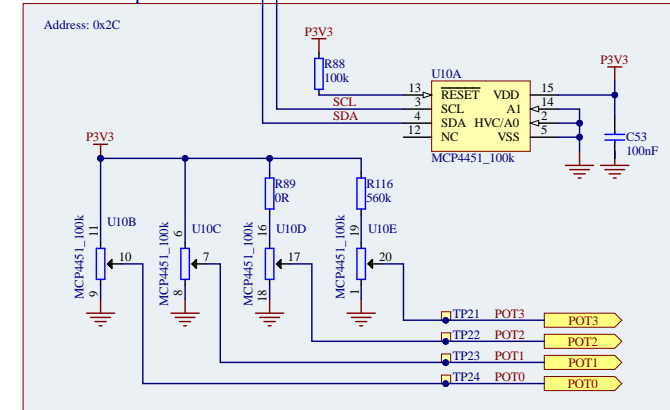 Address: 0x2C
P3V3
R88
100k
U10A
P3V3
13 RESET VDD 15
SCL 3 SCL A1 14
SDA 4 SDA HVC/A0 2
12 NC VSS 5
MCP4451_100k
C53
100nF
P3V3
R89
0R
R116
560k
11 U10B
MCP4451_100k
10
9
6 U10C
MCP4451_100k
7
8
16 U10D
MCP4451_100k
17
18
19 U10E
MCP4451_100k
20
1
TP21 POT3 POT3
TP22 POT2 POT2
TP23 POT1 POT1
TP24 POT0 POT0